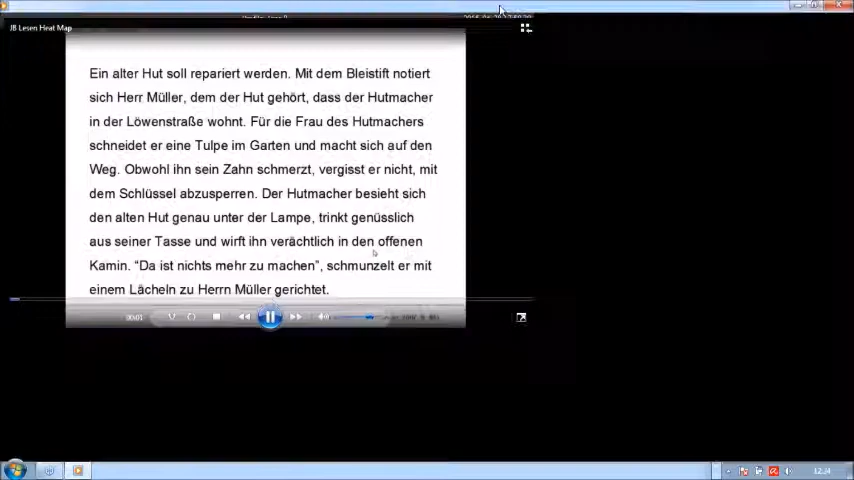 JB Lesen Heat Map
Ein alter Hut soll repariert werden. Mit dem Bleistift notiert
sich Herr Müller, dem der Hut gehört, dass der Hutmacher
in der Löwenstraße wohnt. Für die Frau des Hutmachers
schneidet er eine Tulpe im Garten und macht sich auf den
Weg. Obwohl ihn sein Zahn schmerzt, vergisst er nicht, mit
dem Schlüssel abzusperren. Der Hutmacher besieht sich
den alten Hut genau unter der Lampe, trinkt genüsslich
aus seiner Tasse und wirft ihn verächtlich in den offenen
Kamin. “Da ist nichts mehr zu machen”, schmunzelt er mit
einem Lächeln zu Herrn Müller gerichtet.
00:01
12:24